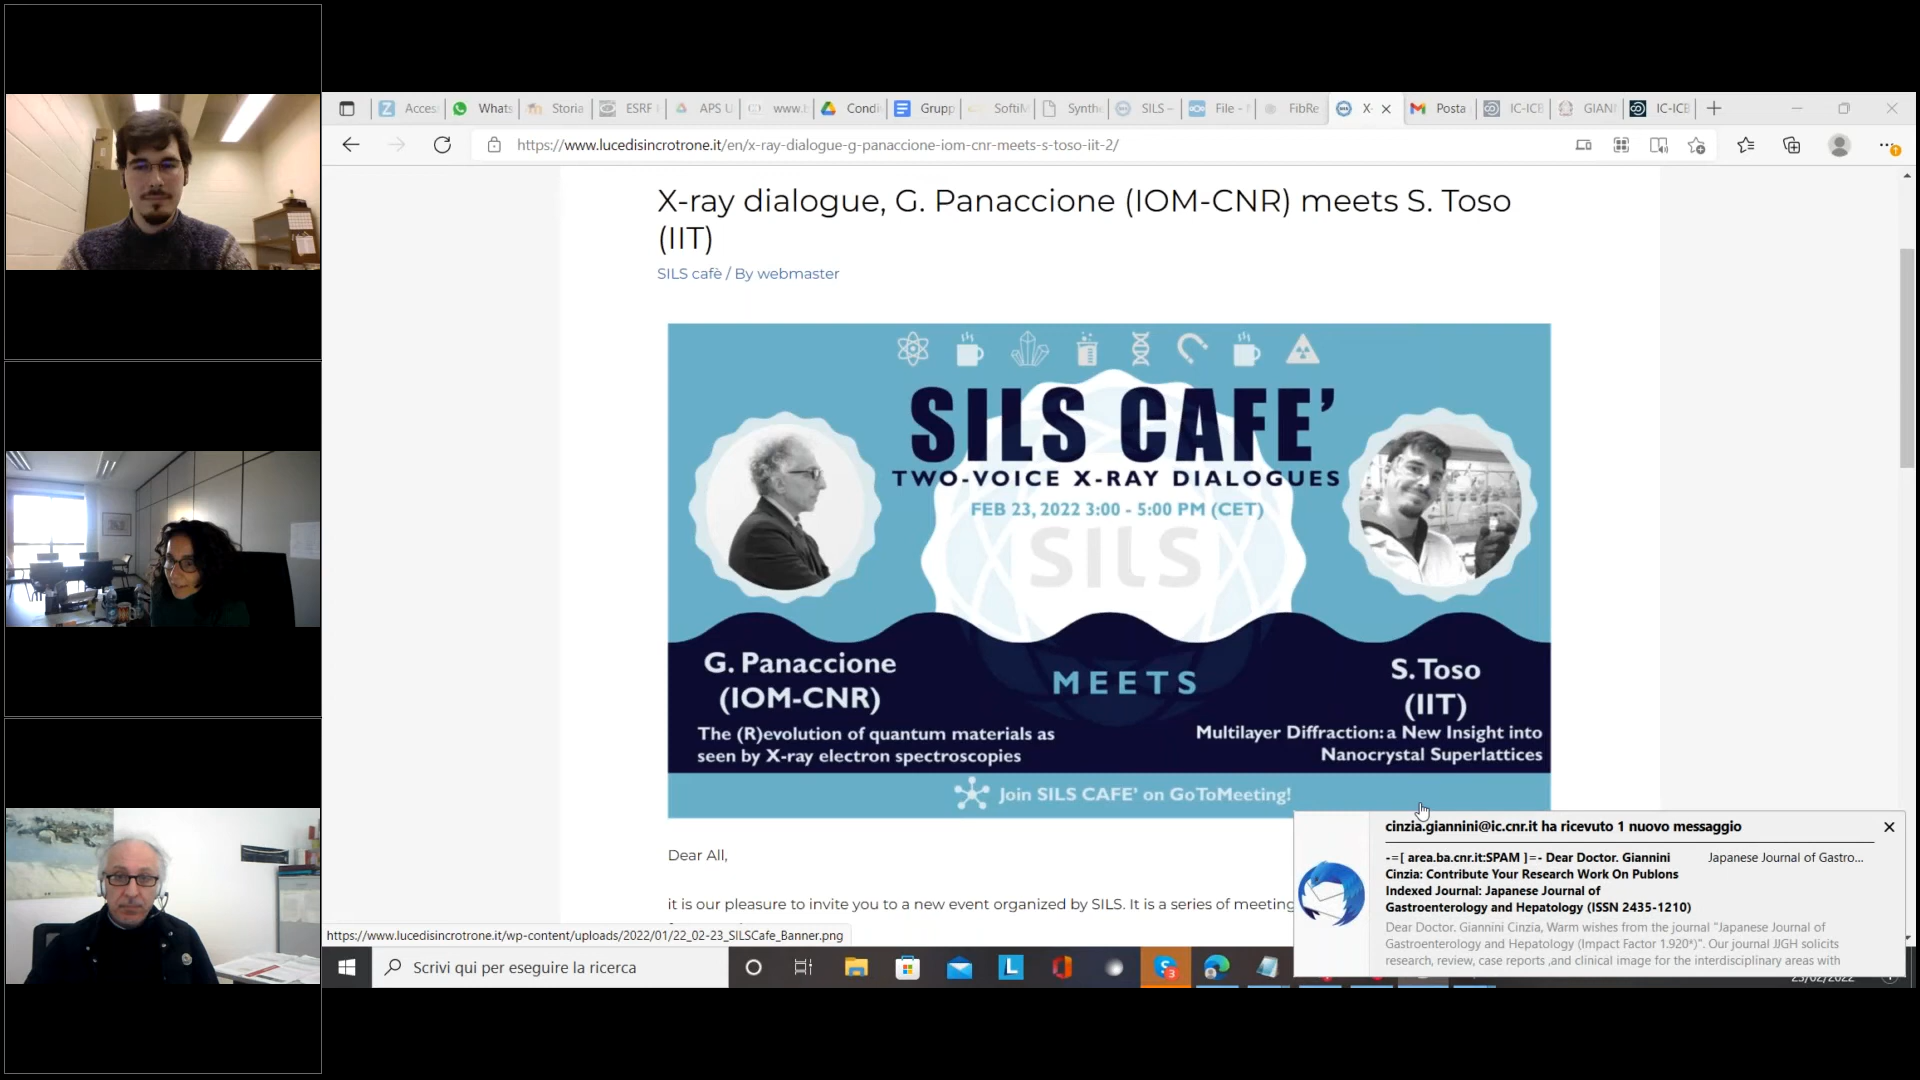 Acces
Whats
Storia
ESRF
APS U
www.b
Condi
Grupp
SoftiM
Synthe
SILS –
File –
FibRe
X-
Posta
IC-ICB
GIANI
IC-ICB
https://www.lucedisincrotrone.it/en/x-ray-dialogue-g-panaccione-iom-cnr-meets-s-toso-iit-2/
X-ray dialogue, G. Panaccione (IOM-CNR) meets S. Toso
(IIT)
SILS cafè / By webmaster
SILS CAFE’
TWO-VOICE X-RAY DIALOGUES
FEB 23, 2022 3:00 - 5:00 PM (CET)
SILS
G. Panaccione
(IOM-CNR)
The (R)evolution of quantum materials as
seen by X-ray electron spectroscopies
MEETS
S. Toso
(IIT)
Multilayer Diffraction: a New Insight into
Nanocrystal Superlattices
Join SILS CAFE’ on GoToMeeting!
Dear All,
it is our pleasure to invite you to a new event organized by SILS. It is a series of meeting
https://www.lucedisincrotrone.it/wp-content/uploads/2022/01/22_02-23_SILSCafe_Banner.png
cinzia.giannini@ic.cnr.it ha ricevuto 1 nuovo messaggio
-=[ area.ba.cnr.it:SPAM ]=- Dear Doctor. Giannini
Cinzia: Contribute Your Research Work On Publons
Indexed Journal: Japanese Journal of
Gastroenterology and Hepatology (ISSN 2435-1210)
Japanese Journal of Gastro...
Dear Doctor. Giannini Cinzia, Warm wishes from the journal "Japanese Journal of
Gastroenterology and Hepatology (Impact Factor 1.920*)". Our journal JJGH solicits
research, review, case reports ,and clinical image for the interdisciplinary areas with
Scrivi qui per eseguire la ricerca
3
23/02/2022